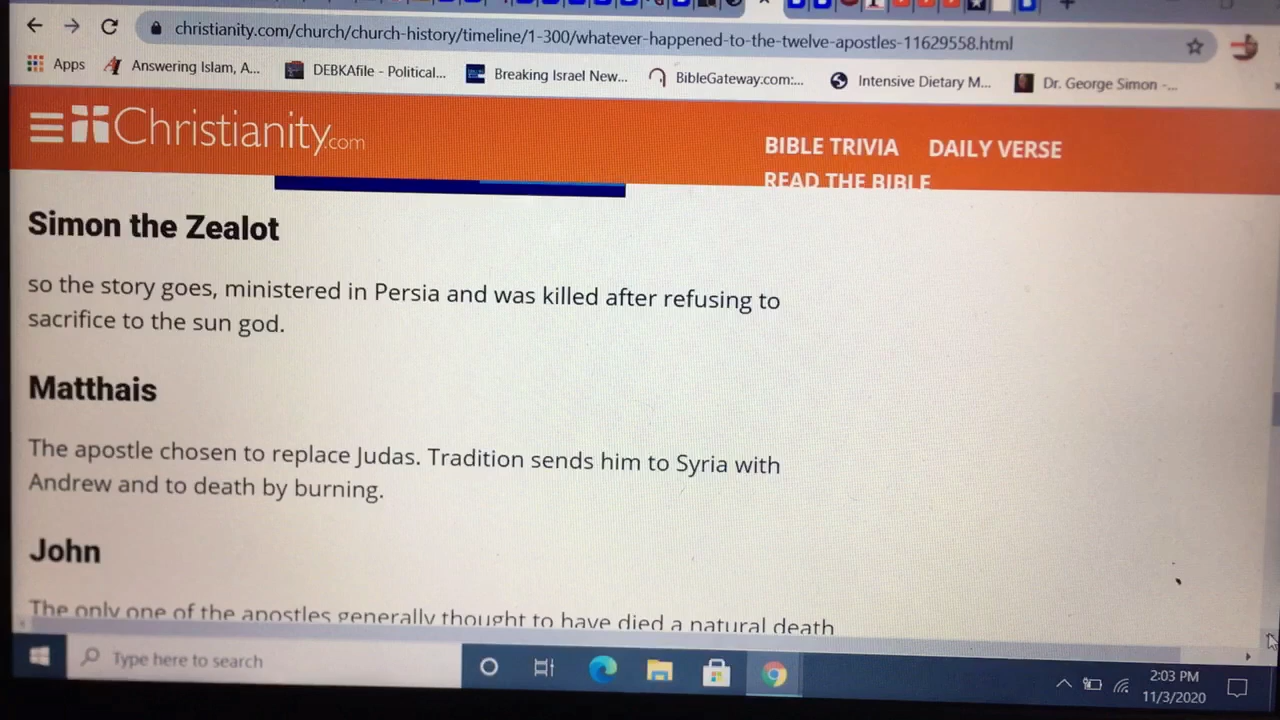 christianity.com/church/church-history/timeline/1-300/whatever-happened-to-the-twelve-apostles-11629558.html
Apps Answering Islam, A... DEBKAfile - Political... Breaking Israel New... BibleGateway.com:... Intensive Dietary M... Dr. George Simon -...
Christianity.com
BIBLE TRIVIA DAILY VERSE
READ THE BIBLE
Simon the Zealot
so the story goes, ministered in Persia and was killed after refusing to
sacrifice to the sun god.
Matthais
The apostle chosen to replace Judas. Tradition sends him to Syria with
Andrew and to death by burning.
John
The only one of the apostles generally thought to have died a natural death
Type here to search
2:03 PM
11/3/2020